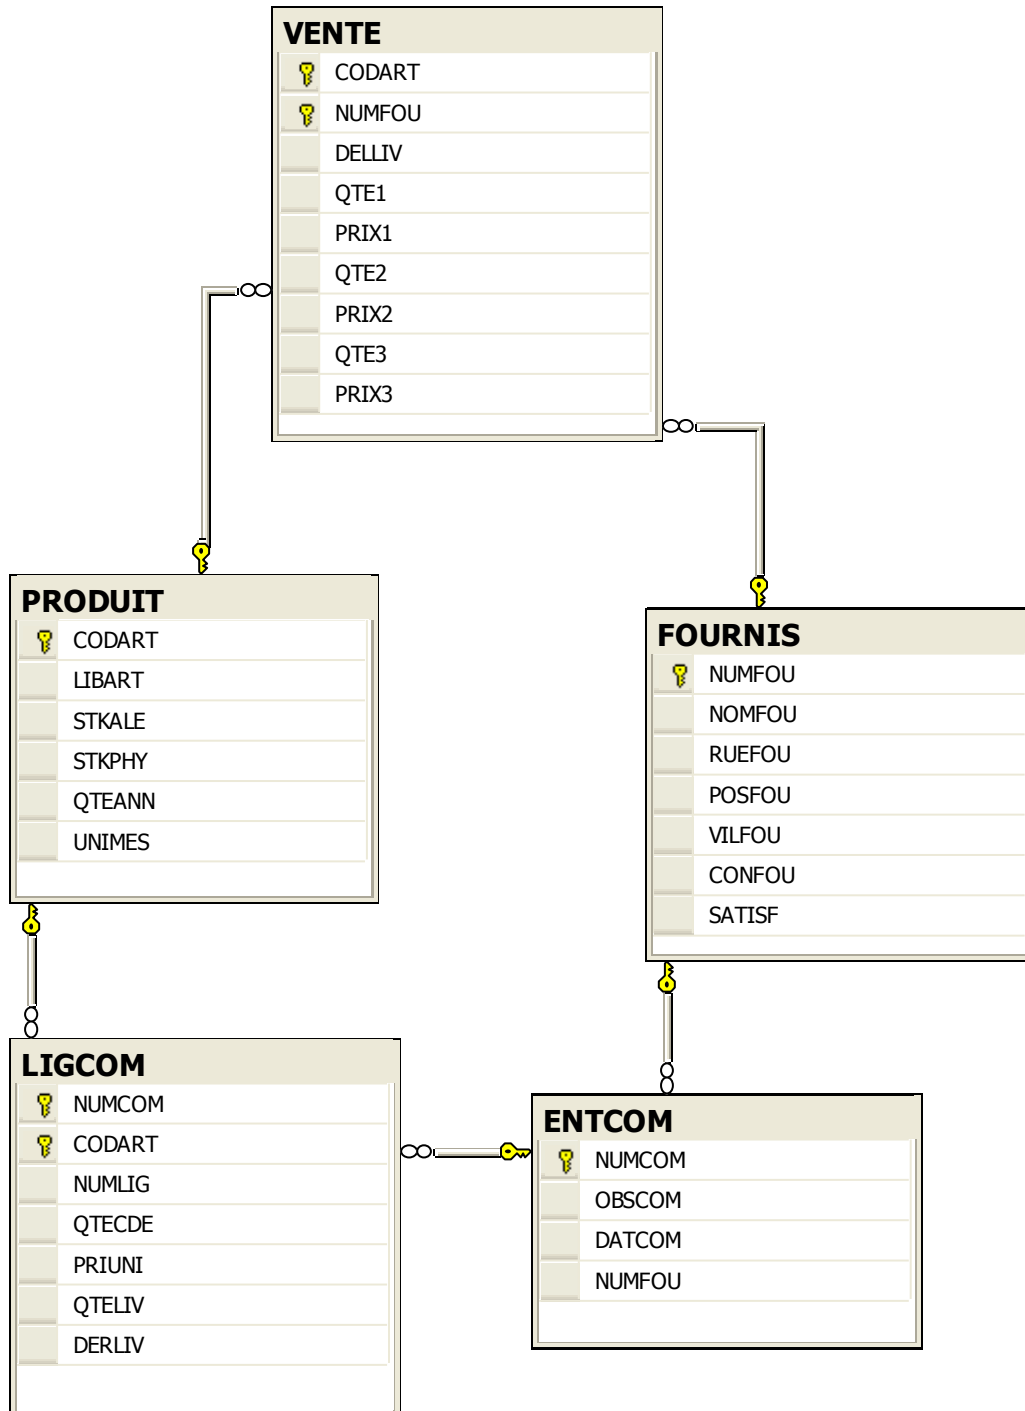 VENTE
CODART
NUMFOU
DELLIV
QTE1
PRIX1
QTE2
PRIX2
QTE3
PRIX3
PRODUIT
CODART
LIBART
STKALE
STKPHY
QTEANN
UNIMES
FOURNIS
NUMFOU
NOMFOU
RUEFOU
POSFOU
VILFOU
CONFOU
SATISF
LIGCOM
NUMCOM
CODART
NUMLIG
QTECDE
PRIUNI
QTELIV
DERLIV
ENTCOM
NUMCOM
OBSCOM
DATCOM
NUMFOU